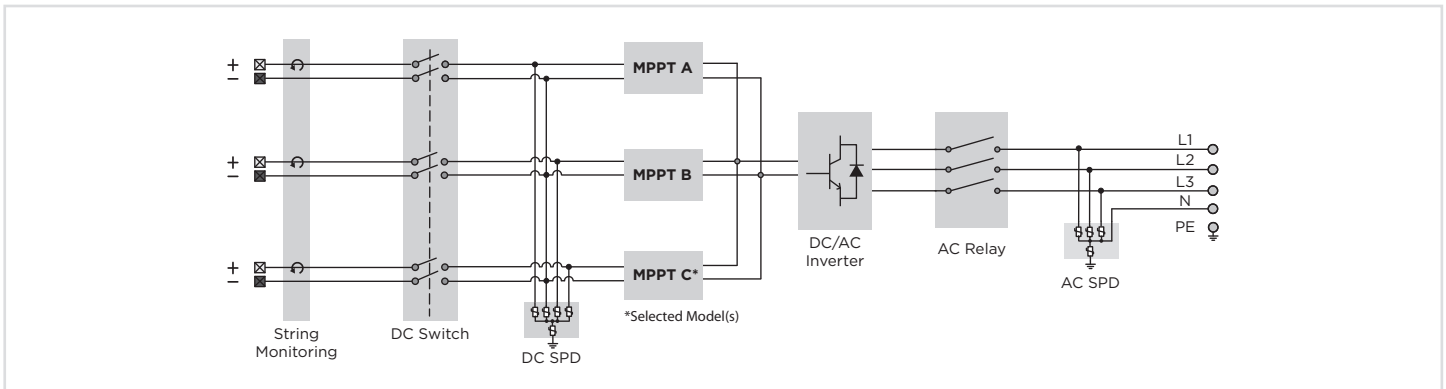 +
−
MPPT A
+
−
MPPT B
+
−
MPPT C*
*Selected Model(s)
String
Monitoring
DC Switch
DC SPD
DC/AC
Inverter
AC Relay
L1
L2
L3
N
PE
AC SPD